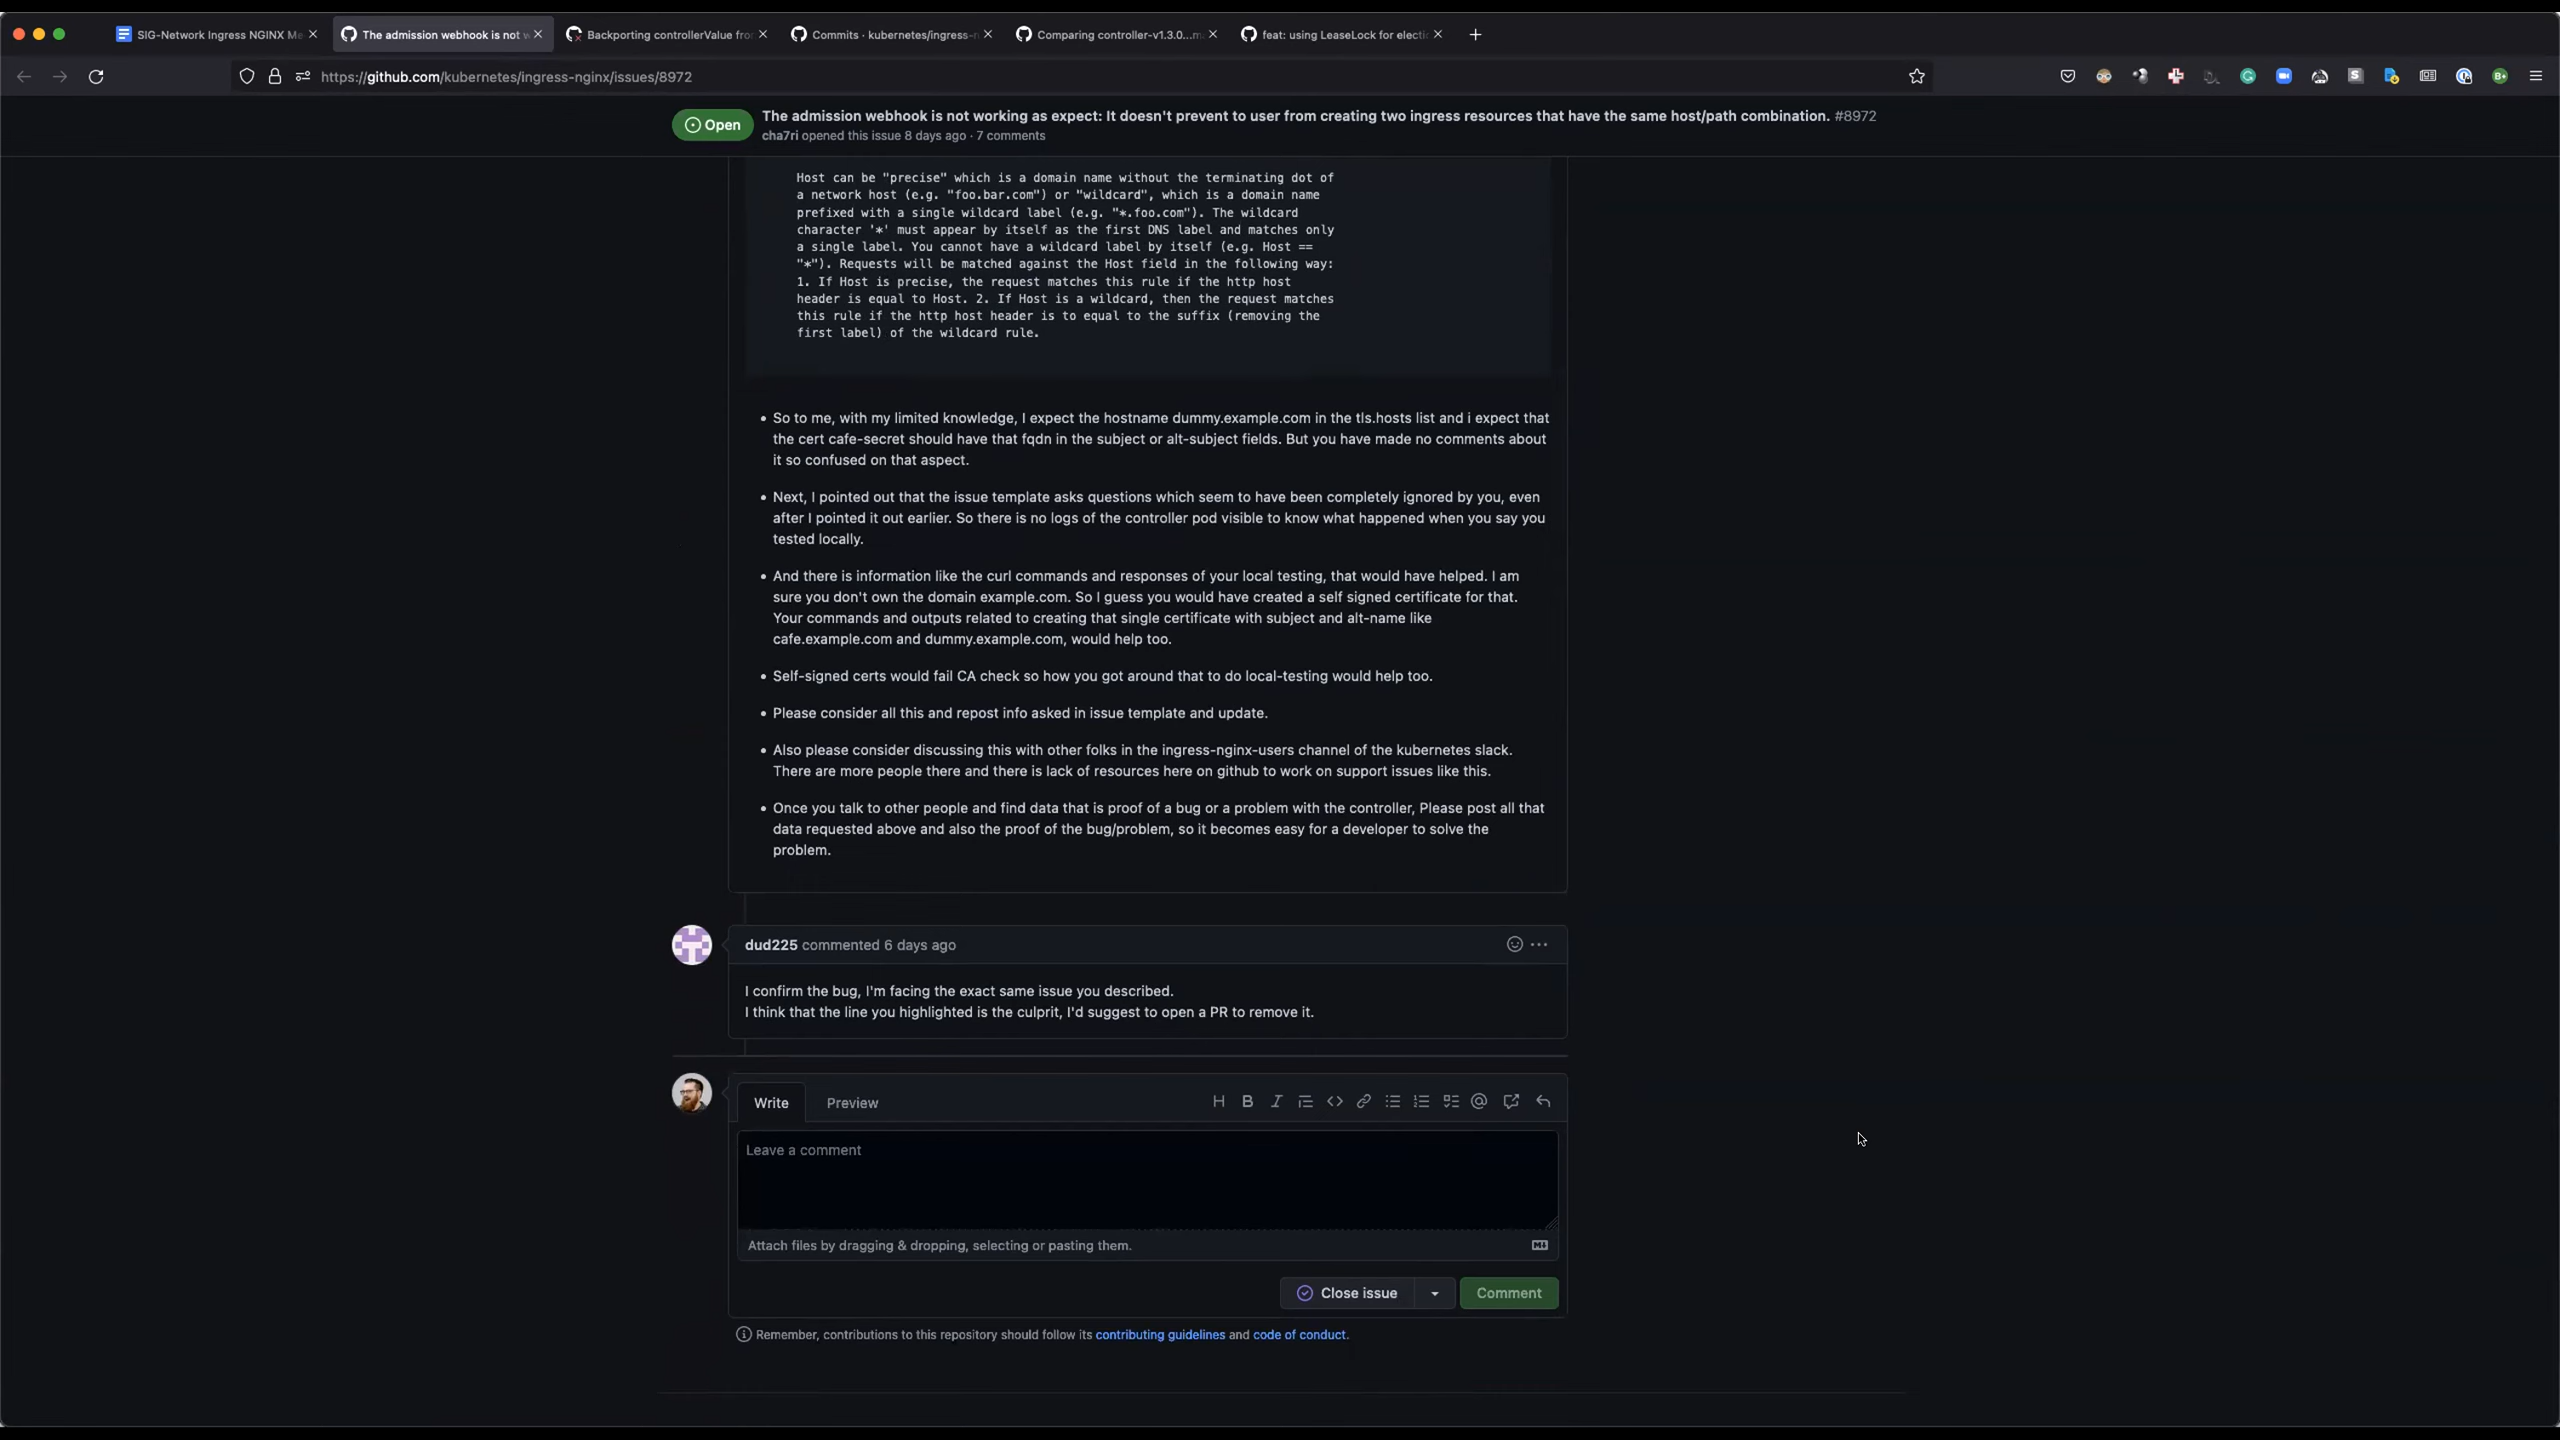 SIG-Network Ingress NGINX Me
The admission webhook is not w
Backporting controllerValue fro
Commits · kubernetes/ingress-n
Comparing controller-v1.3.0...m
feat: using LeaseLock for electi
https://github.com/kubernetes/ingress-nginx/issues/8972
Open
The admission webhook is not working as expect: It doesn't prevent to user from creating two ingress resources that have the same host/path combination. #8972
cha7ri opened this issue 8 days ago · 7 comments
Host can be "precise" which is a domain name without the terminating dot of
a network host (e.g. "foo.bar.com") or "wildcard", which is a domain name
prefixed with a single wildcard label (e.g. "*.foo.com"). The wildcard
character '*' must appear by itself as the first DNS label and matches only
a single label. You cannot have a wildcard label by itself (e.g. Host ==
"*"). Requests will be matched against the Host field in the following way:
1. If Host is precise, the request matches this rule if the http host
header is equal to Host. 2. If Host is a wildcard, then the request matches
this rule if the http host header is to equal to the suffix (removing the
first label) of the wildcard rule.
• So to me, with my limited knowledge, I expect the hostname dummy.example.com in the tls.hosts list and i expect that
the cert cafe-secret should have that fqdn in the subject or alt-subject fields. But you have made no comments about
it so confused on that aspect.
• Next, I pointed out that the issue template asks questions which seem to have been completely ignored by you, even
after I pointed it out earlier. So there is no logs of the controller pod visible to know what happened when you say you
tested locally.
• And there is information like the curl commands and responses of your local testing, that would have helped. I am
sure you don't own the domain example.com. So I guess you would have created a self signed certificate for that.
Your commands and outputs related to creating that single certificate with subject and alt-name like
cafe.example.com and dummy.example.com, would help too.
• Self-signed certs would fail CA check so how you got around that to do local-testing would help too.
• Please consider all this and repost info asked in issue template and update.
• Also please consider discussing this with other folks in the ingress-nginx-users channel of the kubernetes slack.
There are more people there and there is lack of resources here on github to work on support issues like this.
• Once you talk to other people and find data that is proof of a bug or a problem with the controller, Please post all that
data requested above and also the proof of the bug/problem, so it becomes easy for a developer to solve the
problem.
dud225 commented 6 days ago
I confirm the bug, I'm facing the exact same issue you described.
I think that the line you highlighted is the culprit, I'd suggest to open a PR to remove it.
Write
Preview
Leave a comment
Attach files by dragging & dropping, selecting or pasting them.
Close issue
Comment
Remember, contributions to this repository should follow its contributing guidelines and code of conduct.